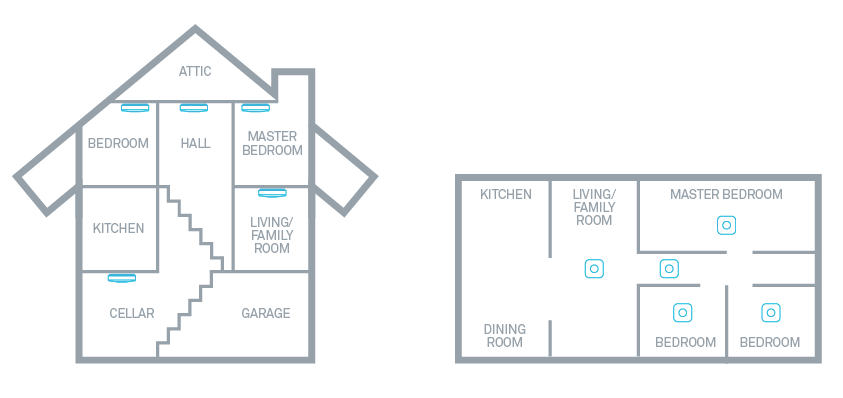 ATTIC
BEDROOM
HALL
MASTER
BEDROOM
KITCHEN
LIVING/
FAMILY
ROOM
CELLAR
GARAGE
KITCHEN
LIVING/
FAMILY
ROOM
MASTER BEDROOM
DINING
ROOM
BEDROOM
BEDROOM